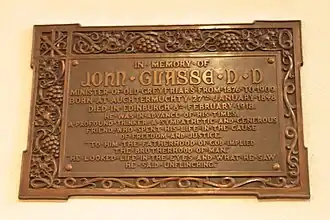 IN MEMORY OF
JOHN GLASSE D.D
MINISTER OF OLD GREYFRIARS FROM 1876 TO 1909.
BORN AT AUCHTERMUCHTY 27TH JANUARY 1848
DIED IN EDINBURGH 8TH FEBRUARY 1918.
HE WAS IN ADVANCE OF HIS TIMES,
A PROFOUND THINKER, A SYMPATHETIC AND GENEROUS
FRIEND WHO SPENT HIS LIFE IN THE CAUSE
OF FREEDOM AND JUSTICE.
"TO HIM THE FATHERHOOD OF GOD IMPLIED
THE BROTHERHOOD OF MAN."
"HE LOOKED LIFE IN THE EYES AND WHAT HE SAW
HE SAID UNFLINCHING."